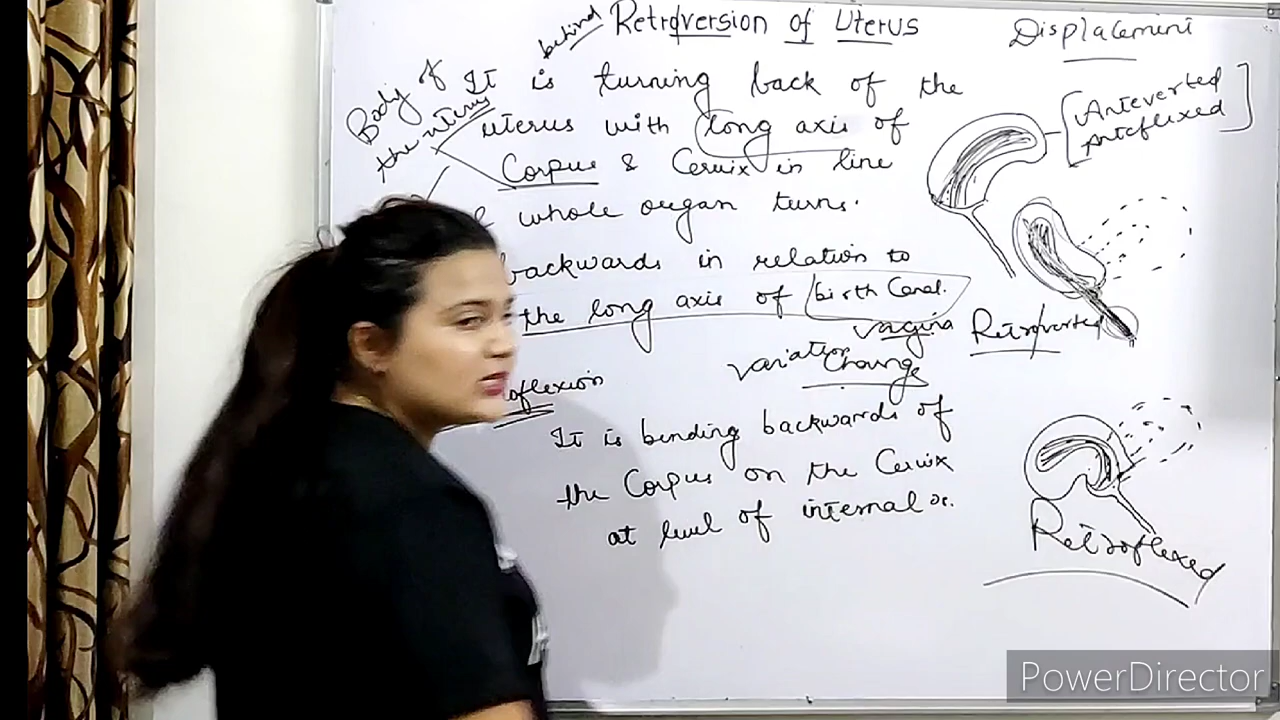 behind
Retroversion of Uterus
Displacement
Body of
the uterus
It is turning back of the
uterus with long axis of
Corpus & Cervix in line
whole organ turns.
backwards in relation to
the long axis of birth Canal.
vagina
variation
Change
Anteverted
anteflexed
Retroverted
oflexion
It is bending backwards of
the Corpus on the Cervix
at level of internal os.
Retroflexed
PowerDirector